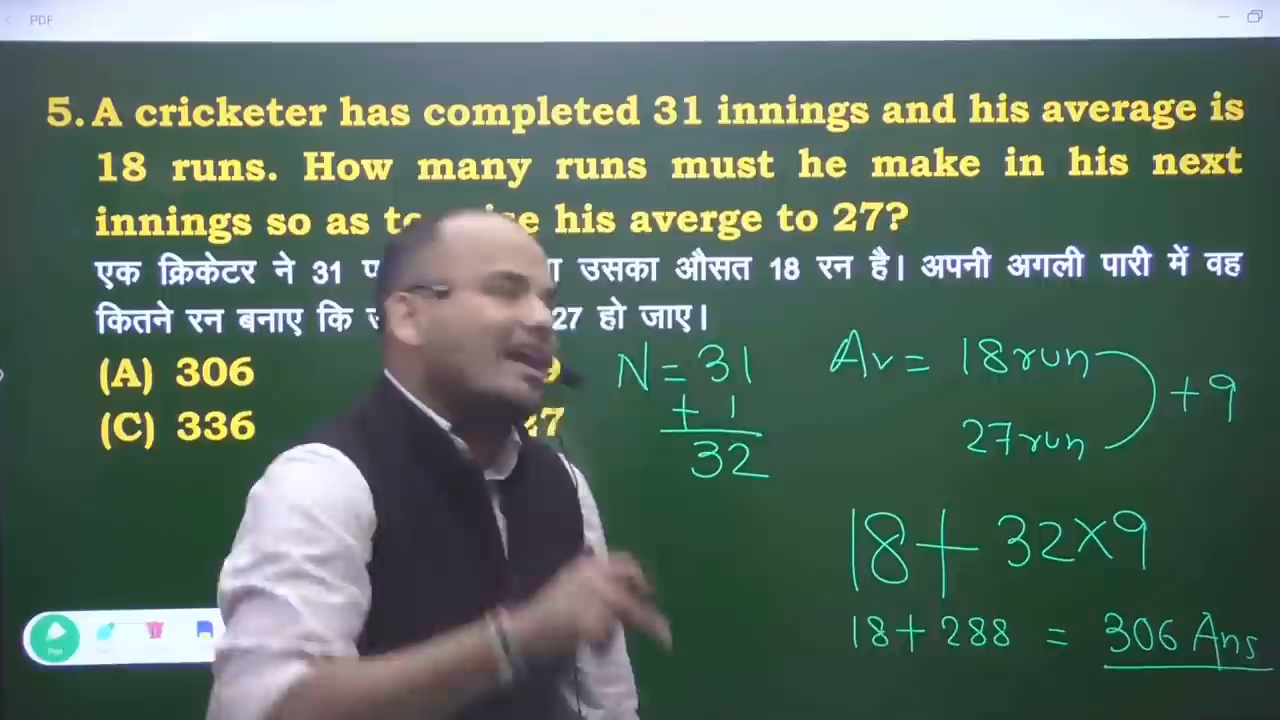 PDF
5. A cricketer has completed 31 innings and his average is
18 runs. How many runs must he make in his next
innings so as to his averge to 27?
एक क्रिकेटर ने 31 उसका औसत 18 रन है। अपनी अगली पारी में वह
कितने रन बनाए कि 27 हो जाए।
(A) 306
(C) 336
N = 31
+ 1
32
Av = 18 run
27 run
+9
18 + 32×9
18 + 288 = 306 Ans
Pen